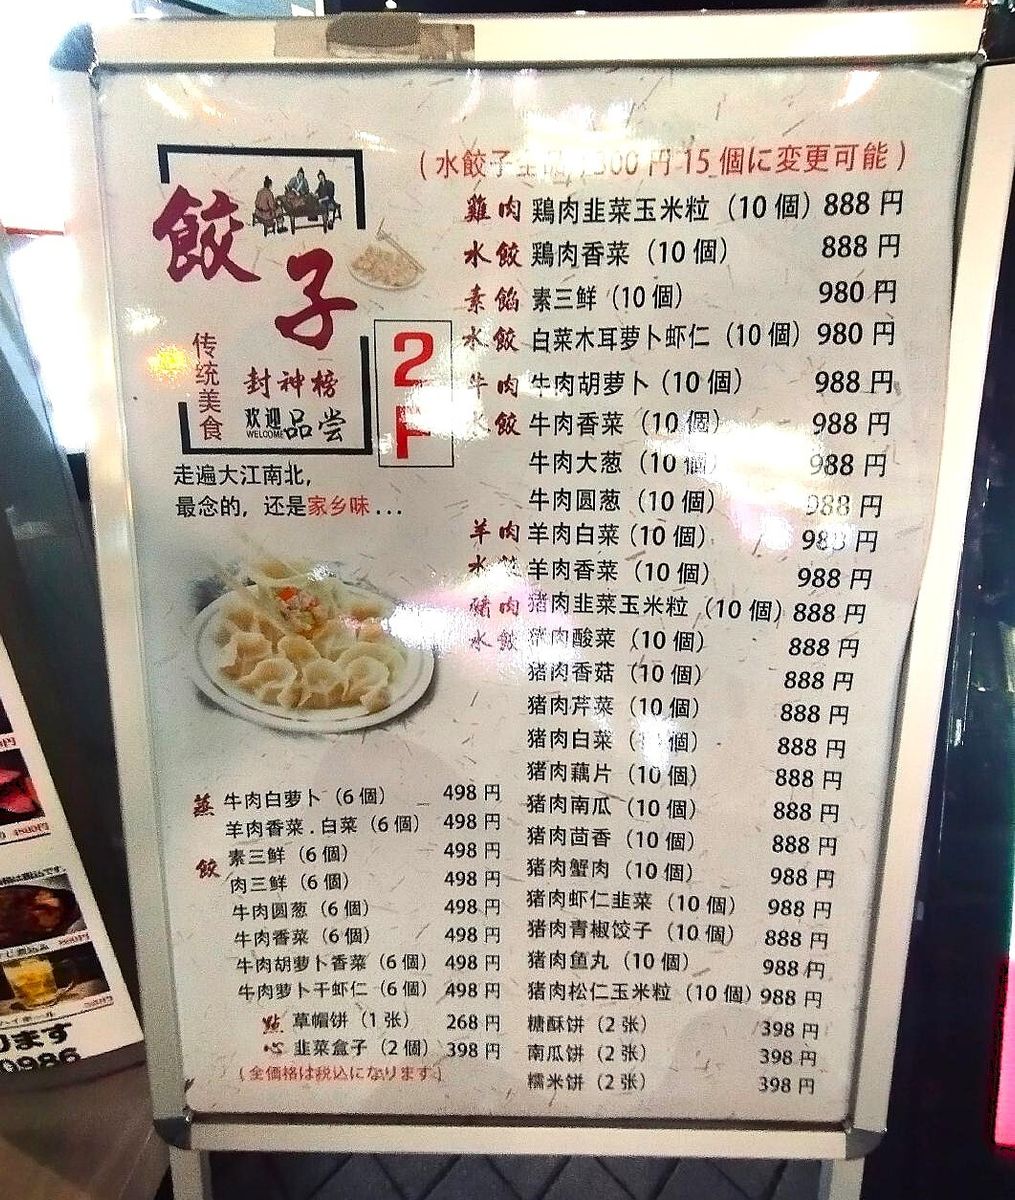 餃子
传统美食
封神榜
欢迎品尝
WELCOME
2F
走遍大江南北,
最念的, 还是家乡味...
(水餃子 300円 15個に変更可能)
雞肉 鶏肉韭菜玉米粒 (10個) 888円
水餃 鶏肉香菜 (10個) 888円
素餡 素三鲜 (10個) 980円
水餃 白菜木耳萝卜虾仁 (10個) 980円
牛肉 牛肉胡萝卜 (10個) 988円
水餃 牛肉香菜 (10個) 988円
牛肉大葱 (10個) 988円
牛肉圆葱 (10個) 988円
羊肉 羊肉白菜 (10個) 988円
水 羊肉香菜 (10個) 988円
豬肉 猪肉韭菜玉米粒 (10個) 888円
水餃 猪肉酸菜 (10個) 888円
猪肉香菇 (10個) 888円
猪肉芹菜 (10個) 888円
猪肉白菜 (10個) 888円
猪肉藕片 (10個) 888円
猪肉南瓜 (10個) 888円
猪肉茴香 (10個) 888円
猪肉蟹肉 (10個) 988円
猪肉虾仁韭菜 (10個) 988円
猪肉青椒饺子 (10個) 888円
猪肉鱼丸 (10個) 988円
猪肉松仁玉米粒 (10個) 988円
糖酥饼 (2张) 398円
南瓜饼 (2张) 398円
糯米饼 (2张) 398円
蒸餃
牛肉白萝卜 (6個) 498円
羊肉香菜.白菜 (6個) 498円
素三鲜 (6個) 498円
肉三鲜 (6個) 498円
牛肉圆葱 (6個) 498円
牛肉香菜 (6個) 498円
牛肉胡萝卜香菜 (6個) 498円
牛肉萝卜干虾仁 (6個) 498円
點心
草帽饼 (1张) 268円
韭菜盒子 (2個) 398円
(全価格は税込になります)
ります
0986